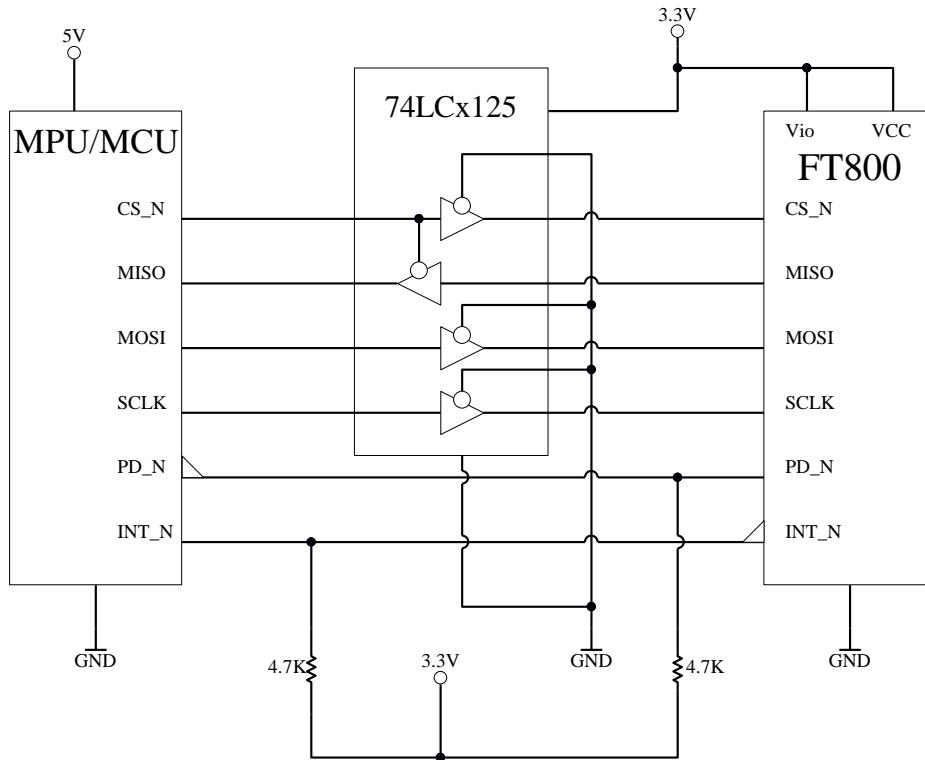 3.3V
5V
74LCx125
MPU/MCU
Vio
VCC
FT800
CS_N
CS_N
MISO
MISO
MOSI
MOSI
SCLK
SCLK
PD_N
PD_N
INT_N
INT_N
GND
GND
GND
4.7K
3.3V
4.7K